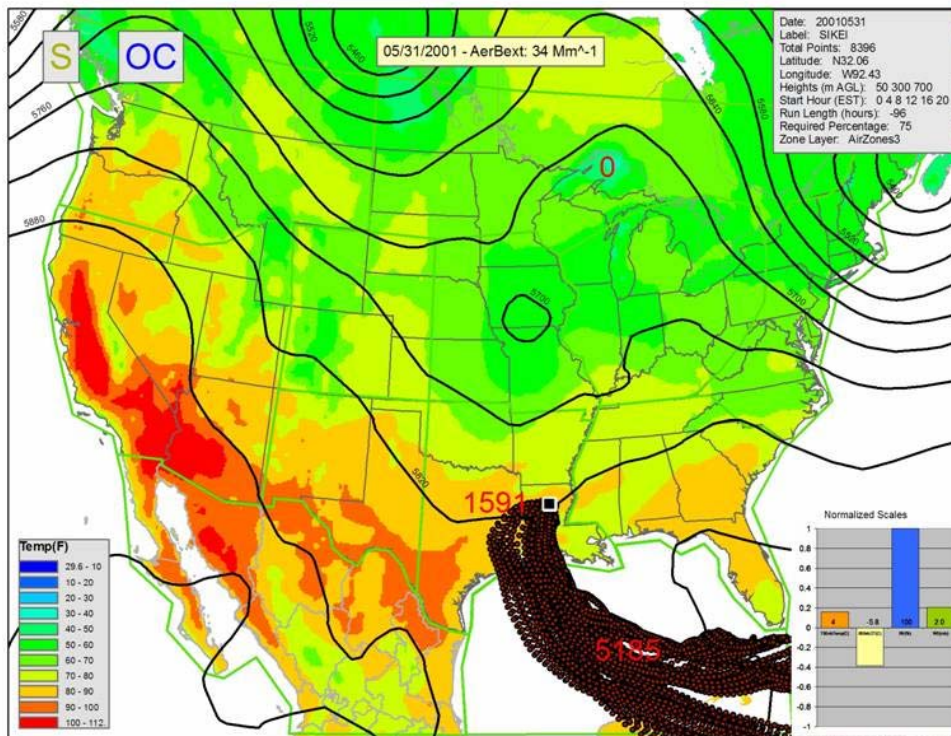 S OC
05/31/2001 - AerBext: 34 Mm^-1
Date: 20010531
Label: SIKEI
Total Points: 8396
Latitude: N32.06
Longitude: W92.43
Heights (m AGL): 50 300 700
Start Hour (EST): 0 4 8 12 16 20
Run Length (hours): -96
Required Percentage: 75
Zone Layer: AirZones3
5580
5520
5460
5640
5580
5760
5880
0
5700
5500
5700
5820
1591
5185
Temp(F)
29.6 - 10
10 - 20
20 - 30
30 - 40
40 - 50
50 - 60
60 - 70
70 - 80
80 - 90
90 - 100
100 - 112.
Normalized Scales
1
0.8
0.6
0.4
0.2
0
-0.2
-0.4
-0.6
-0.8
-1
4
-5.8
100
2.0